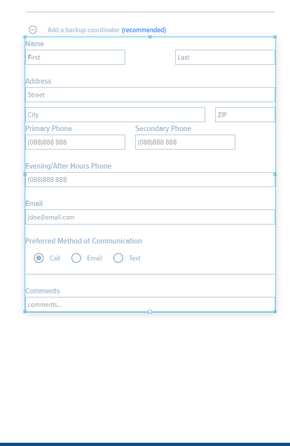 Add a backup coordinator (recommended)
Name
First Last
Address
Street
City ZIP
Primary Phone Secondary Phone
(088)888 888 (088)888 888
Evening/After Hours Phone
(088)888 888
Email
jdoe@email.com
Preferred Method of Communication
Call Email Text
Comments
comments...